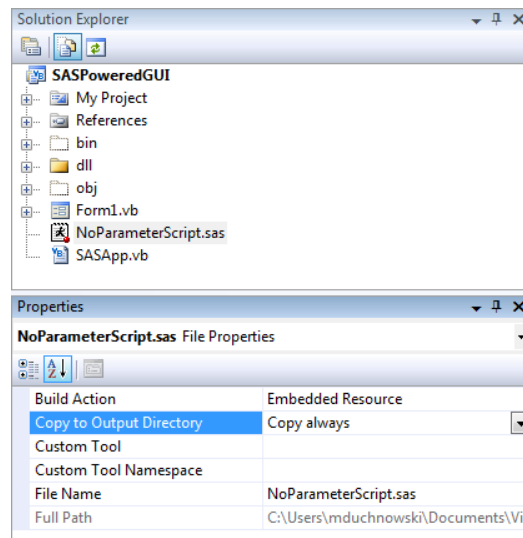 Solution Explorer
SASPoweredGUI
My Project
References
bin
dll
obj
Form1.vb
NoParameterScript.sas
SASApp.vb
Properties
NoParameterScript.sas File Properties
Build Action Embedded Resource
Copy to Output Directory Copy always
Custom Tool
Custom Tool Namespace
File Name NoParameterScript.sas
Full Path C:\Users\mduchnowski\Documents\Vi